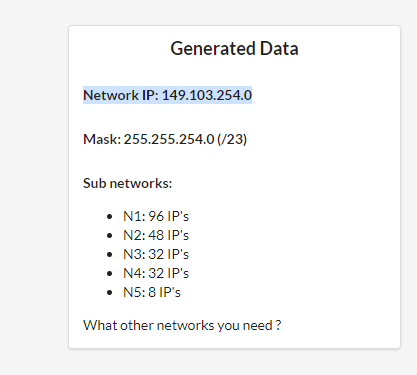 Generated Data
Network IP: 149.103.254.0
Mask: 255.255.254.0 (/23)
Sub networks:
• N1: 96 IP's
• N2: 48 IP's
• N3: 32 IP's
• N4: 32 IP's
• N5: 8 IP's
What other networks you need ?